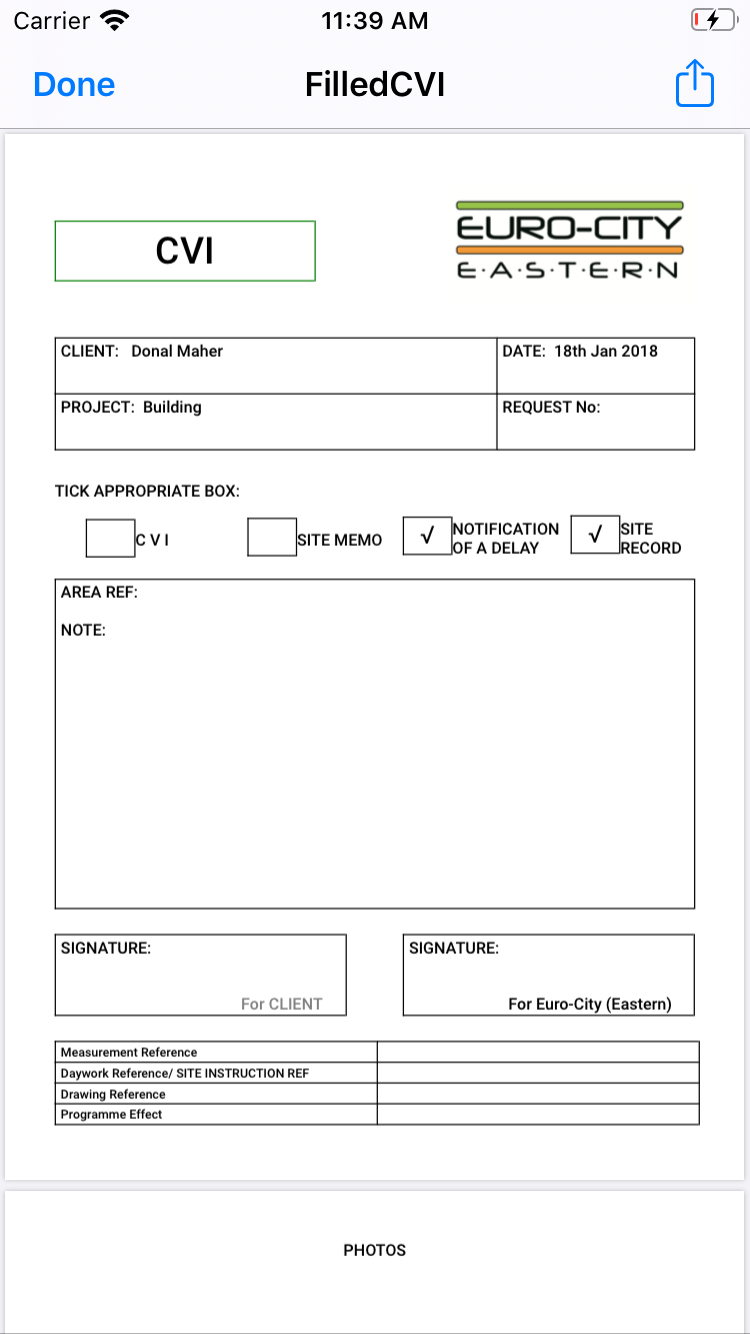 Carrier 11:39 AM
Done FilledCVI
CVI
EURO-CITY
E·A·S·T·E·R·N
CLIENT: Donal Maher DATE: 18th Jan 2018
PROJECT: Building REQUEST No:
TICK APPROPRIATE BOX:
C V I SITE MEMO √ NOTIFICATION OF A DELAY √ SITE RECORD
AREA REF:
NOTE:
SIGNATURE: SIGNATURE:
For CLIENT For Euro-City (Eastern)
Measurement Reference
Daywork Reference/ SITE INSTRUCTION REF
Drawing Reference
Programme Effect
PHOTOS